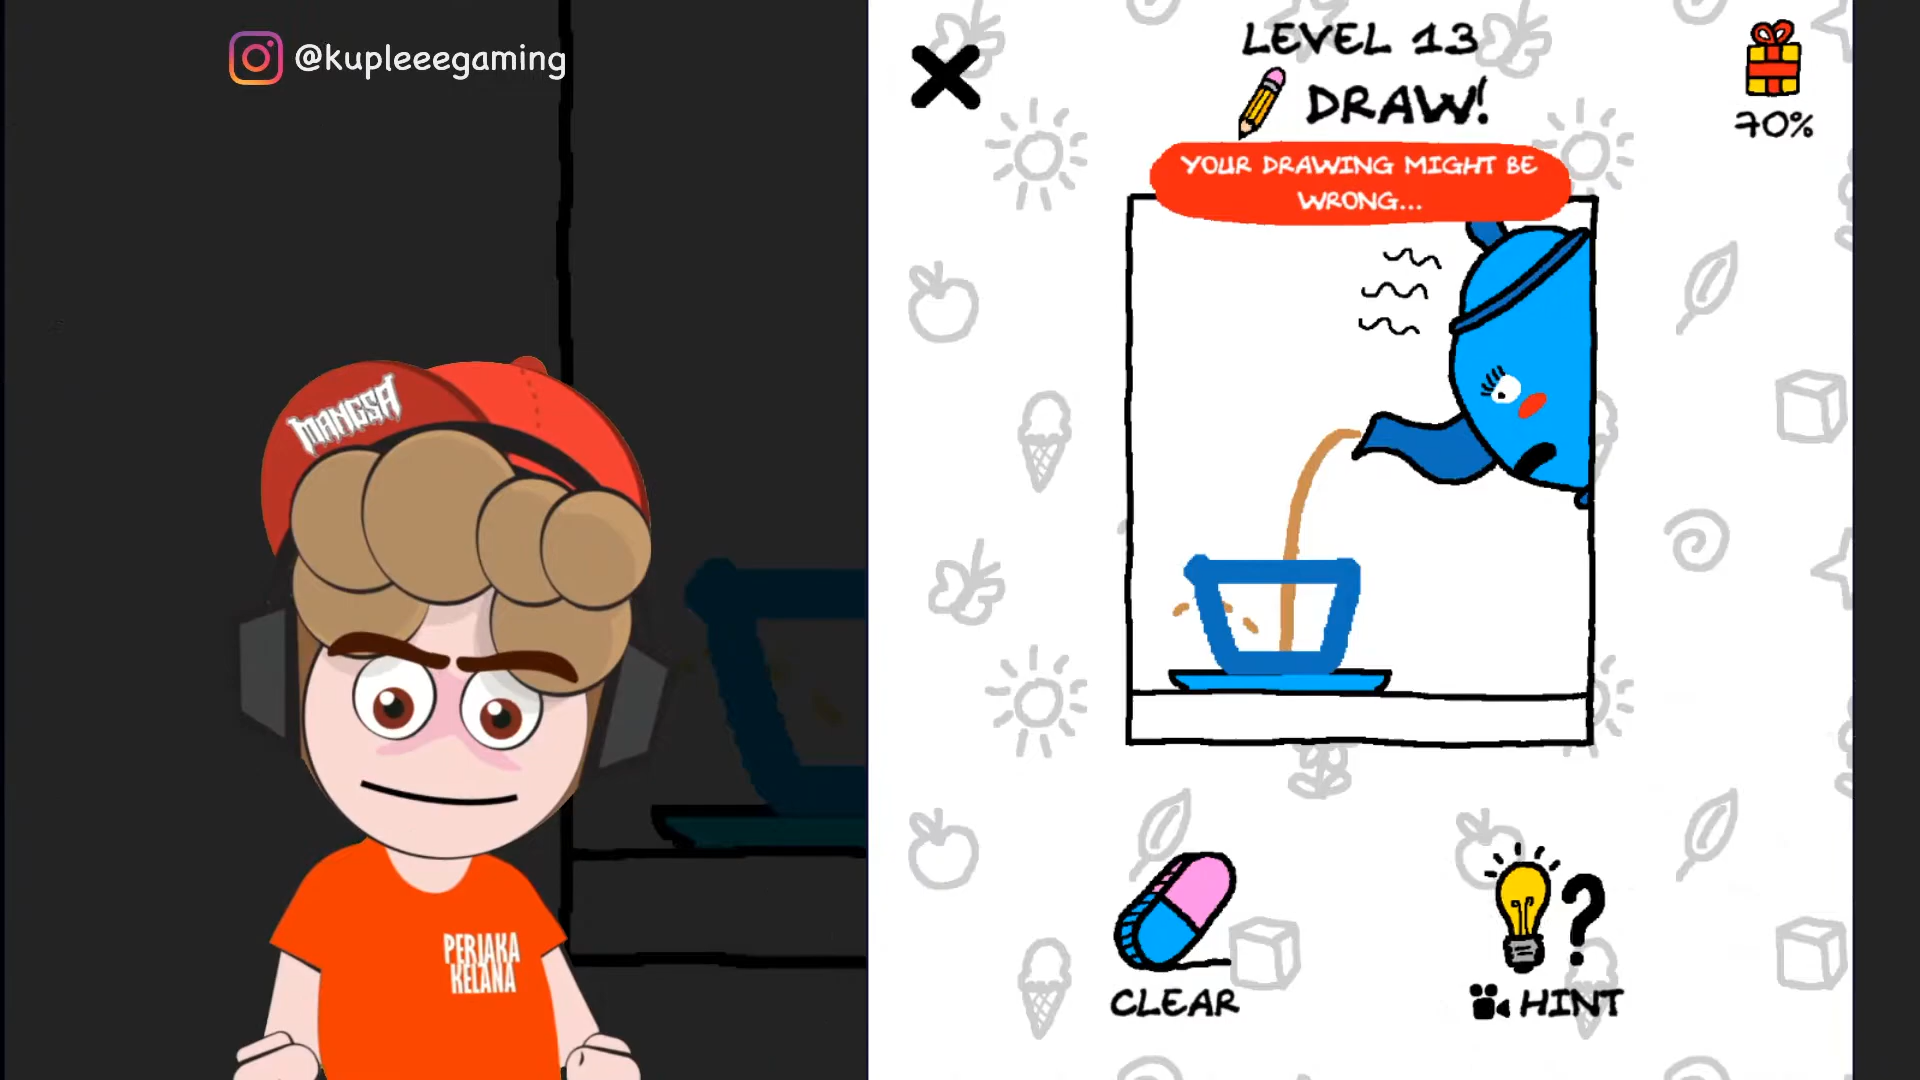 @kupleeegaming
MANGSA
PERJAKA
KELANA
LEVEL 13
DRAW!
70%
YOUR DRAWING MIGHT BE
WRONG...
CLEAR
?
HINT